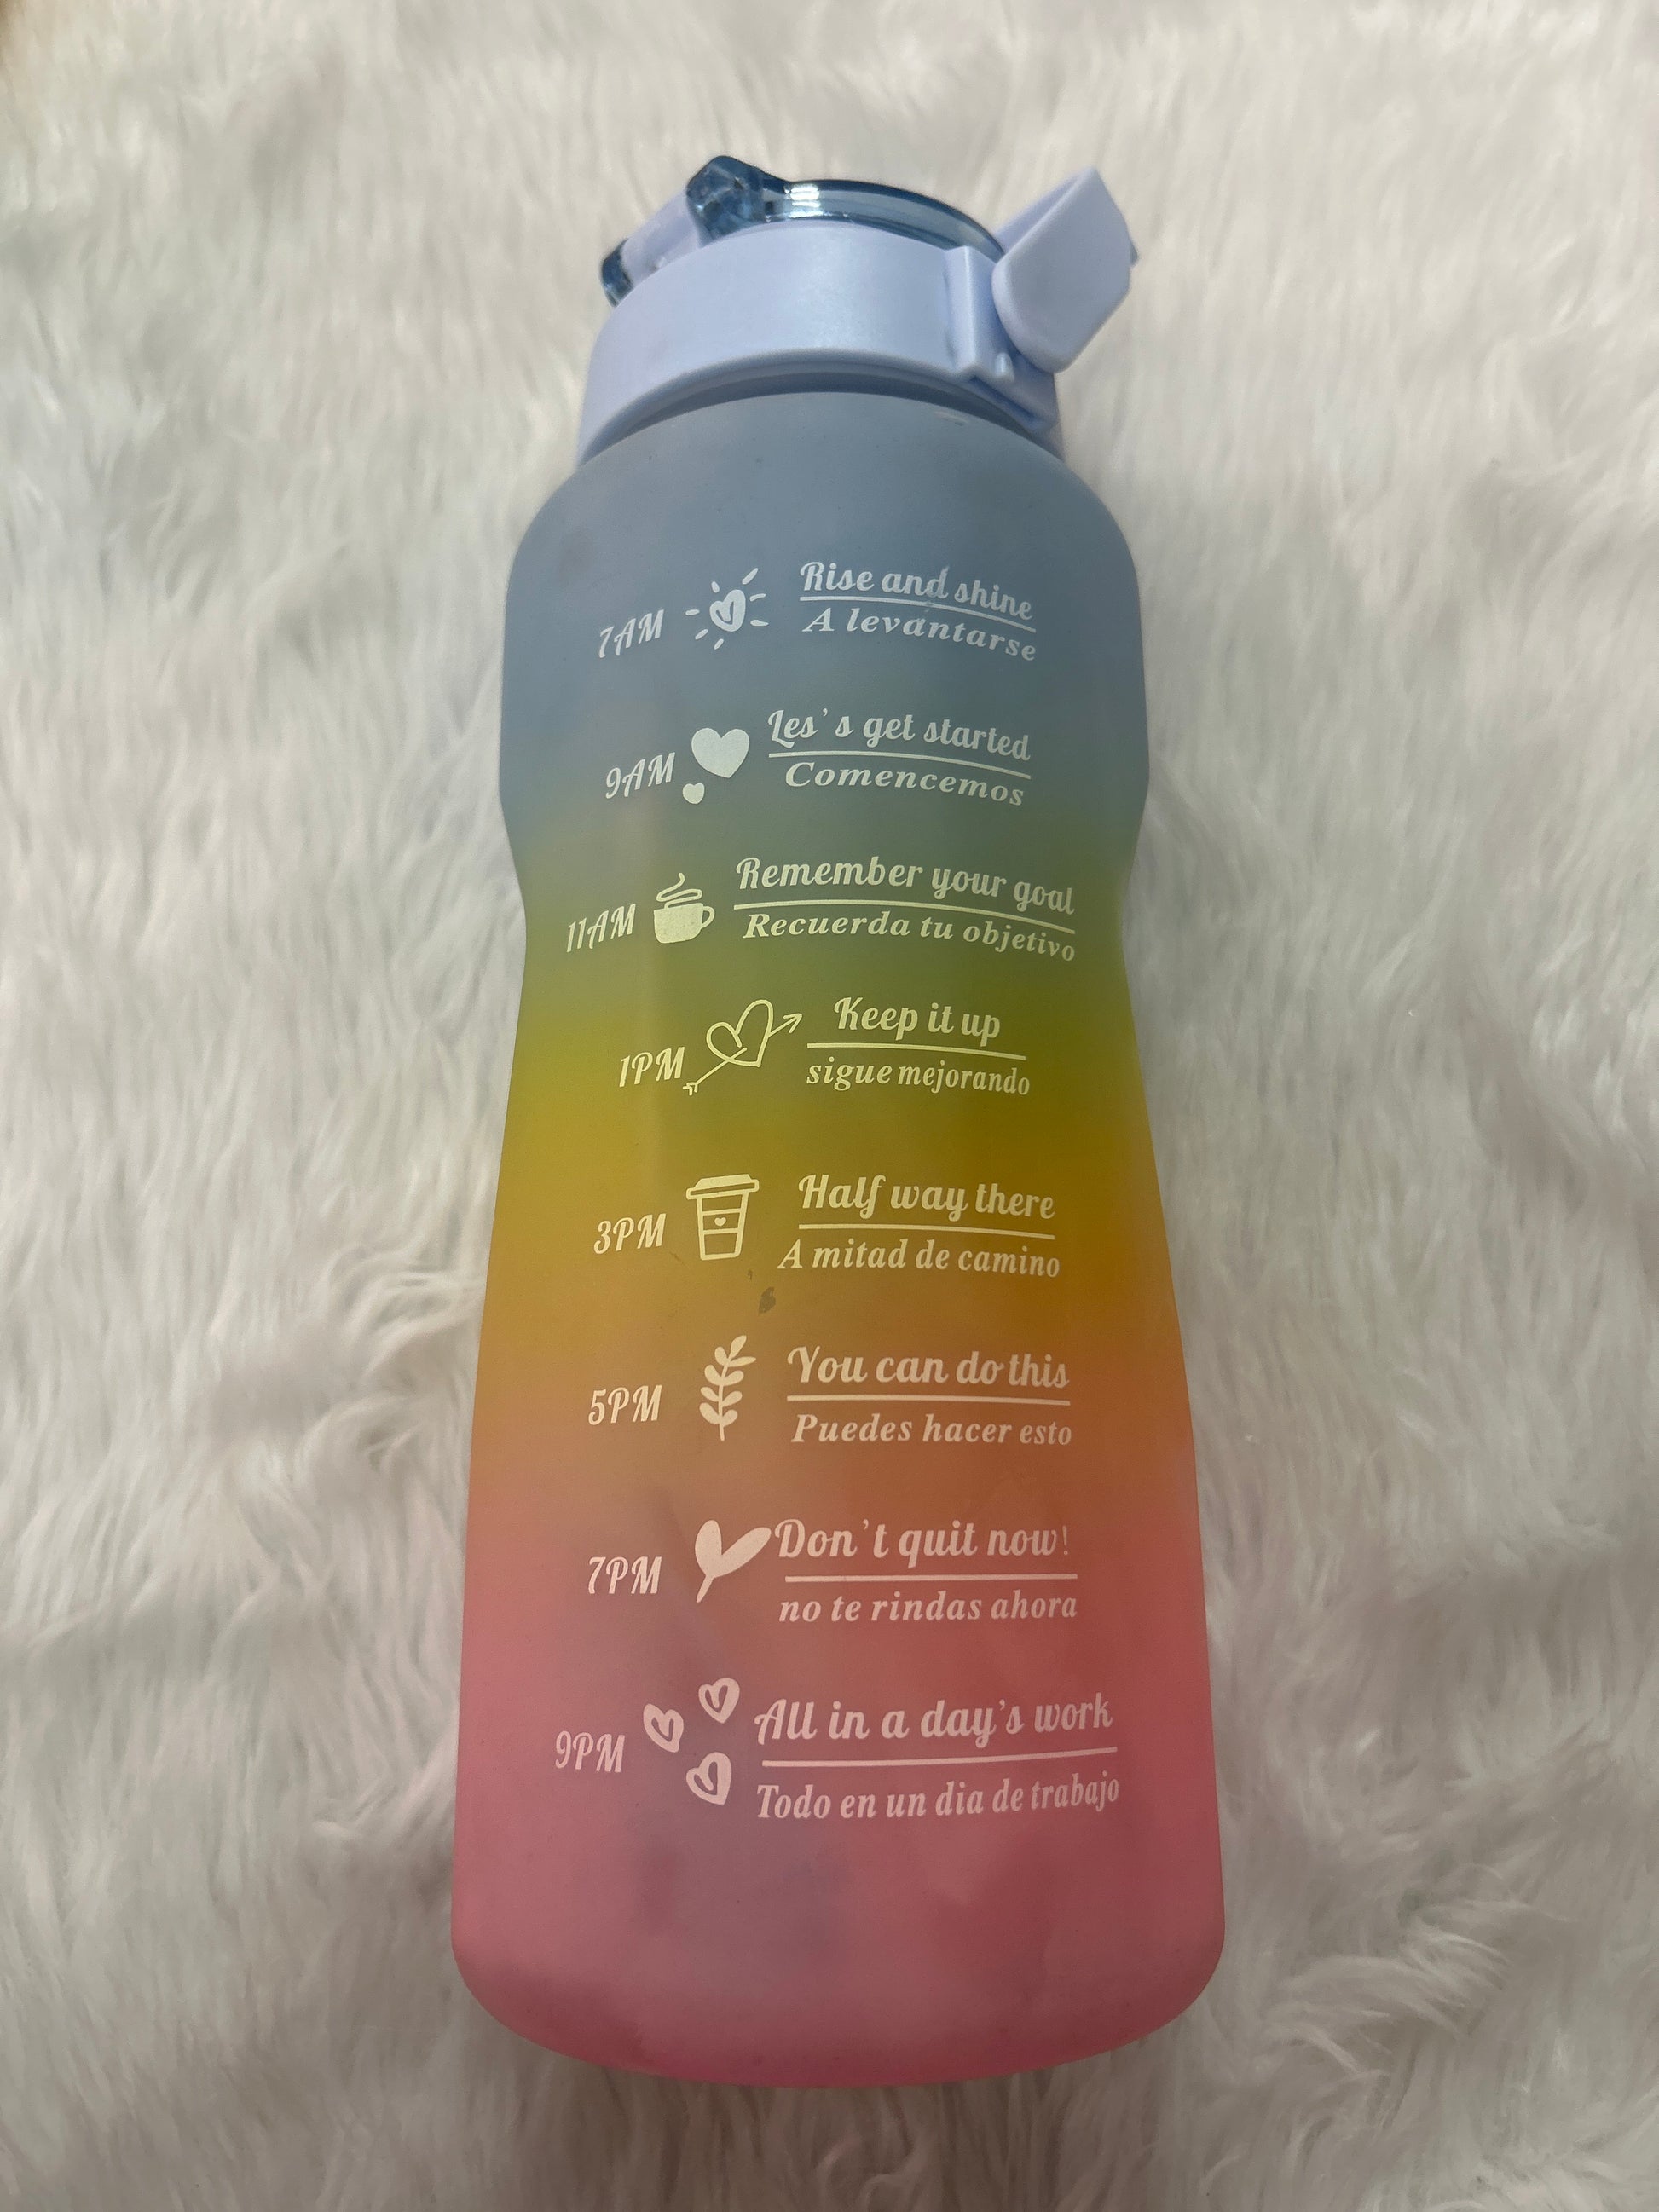 7AM
Rise and shine
A levantarse
9AM
Les's get started
Comencemos
11AM
Remember your goal
Recuerda tu objetivo
1PM
Keep it up
sigue mejorando
3PM
Half way there
A mitad de camino
5PM
You can do this
Puedes hacer esto
7PM
Don't quit now!
no te rindas ahora
9PM
All in a day's work
Todo en un dia de trabajo